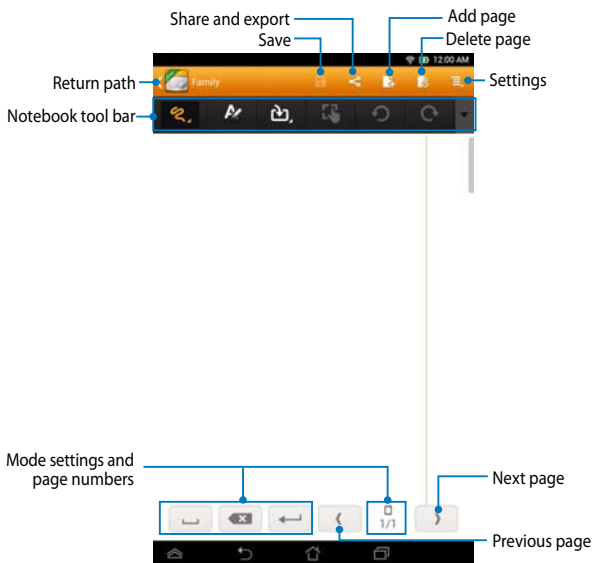 Share and export
Add page
Save
Delete page
12:00 AM
Return path
Family
Settings
Notebook tool bar
Mode settings and
page numbers
Next page
1/1
Previous page